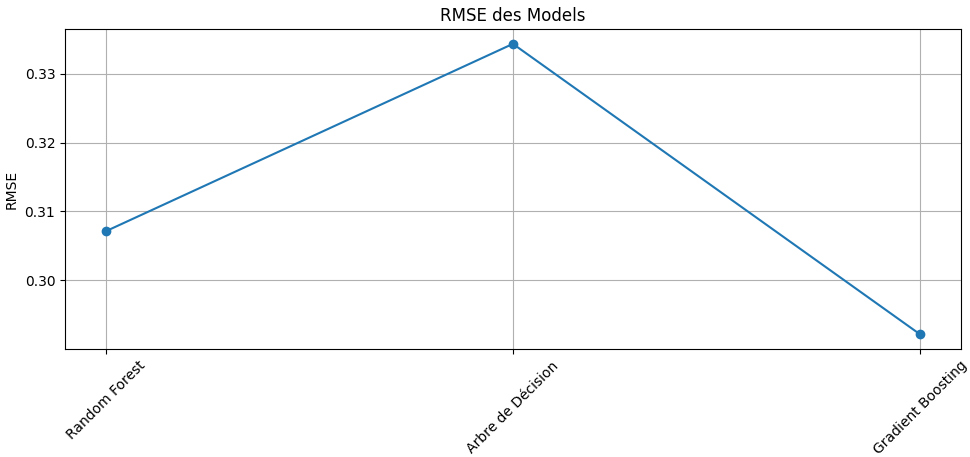 RMSE des Models
RMSE
0.33
0.32
0.31
0.30
Random Forest
Arbre de Décision
Gradient Boosting